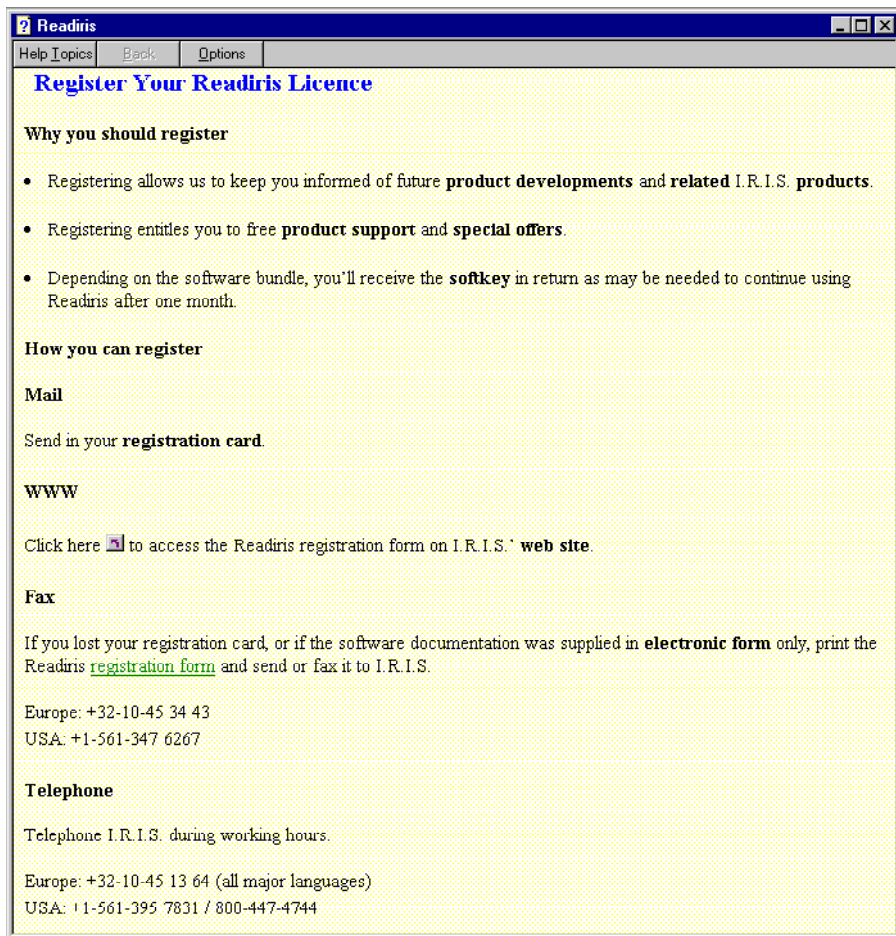 Readiris
Help Topics Back Options
Register Your Readiris Licence
Why you should register
• Registering allows us to keep you informed of future product developments and related I.R.I.S. products.
• Registering entitles you to free product support and special offers.
• Depending on the software bundle, you'll receive the softkey in return as may be needed to continue using
Readiris after one month.
How you can register
Mail
Send in your registration card.
WWW
Click here to access the Readiris registration form on I.R.I.S.' web site.
Fax
If you lost your registration card, or if the software documentation was supplied in electronic form only, print the
Readiris registration form and send or fax it to I.R.I.S.
Europe: +32-10-45 34 43
USA: +1-561-347 6267
Telephone
Telephone I.R.I.S. during working hours.
Europe: +32-10-45 13 64 (all major languages)
USA: +1-561-395 7831 / 800-447-4744